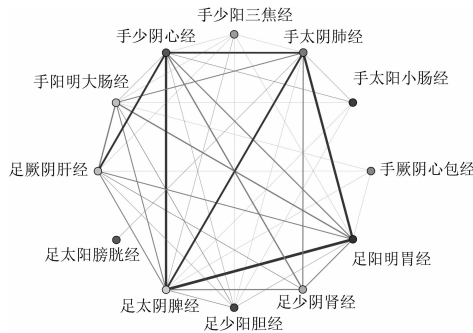 手少阳三焦经
手少阴心经
手太阴肺经
手阳明大肠经
手太阳小肠经
足厥阴肝经
手厥阴心包经
足太阳膀胱经
足阳明胃经
足太阴脾经
足少阴肾经
足少阳胆经